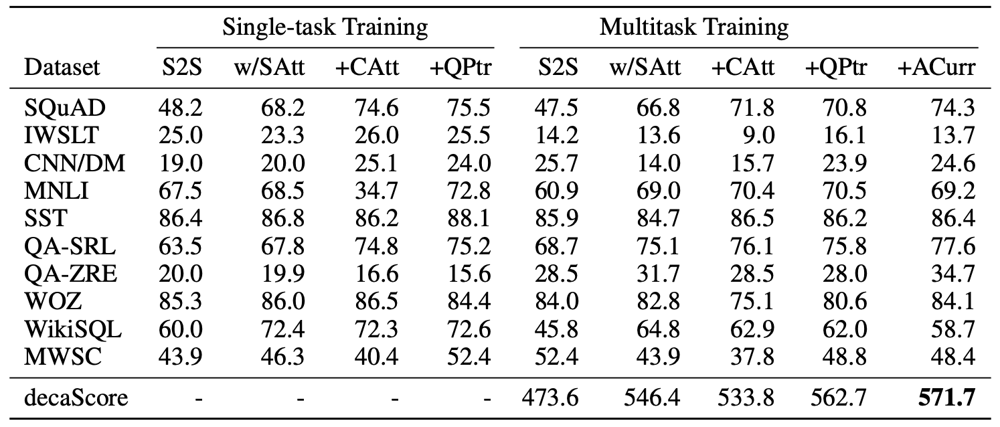 Single-task Training Multitask Training
Dataset S2S w/SAtt +CAtt +QPtr S2S w/SAtt +CAtt +QPtr +ACurr
SQuAD 48.2 68.2 74.6 75.5 47.5 66.8 71.8 70.8 74.3
IWSLT 25.0 23.3 26.0 25.5 14.2 13.6 9.0 16.1 13.7
CNN/DM 19.0 20.0 25.1 24.0 25.7 14.0 15.7 23.9 24.6
MNLI 67.5 68.5 34.7 72.8 60.9 69.0 70.4 70.5 69.2
SST 86.4 86.8 86.2 88.1 85.9 84.7 86.5 86.2 86.4
QA-SRL 63.5 67.8 74.8 75.2 68.7 75.1 76.1 75.8 77.6
QA-ZRE 20.0 19.9 16.6 15.6 28.5 31.7 28.5 28.0 34.7
WOZ 85.3 86.0 86.5 84.4 84.0 82.8 75.1 80.6 84.1
WikiSQL 60.0 72.4 72.3 72.6 45.8 64.8 62.9 62.0 58.7
MWSC 43.9 46.3 40.4 52.4 52.4 43.9 37.8 48.8 48.4
decaScore - - - - 473.6 546.4 533.8 562.7 571.7